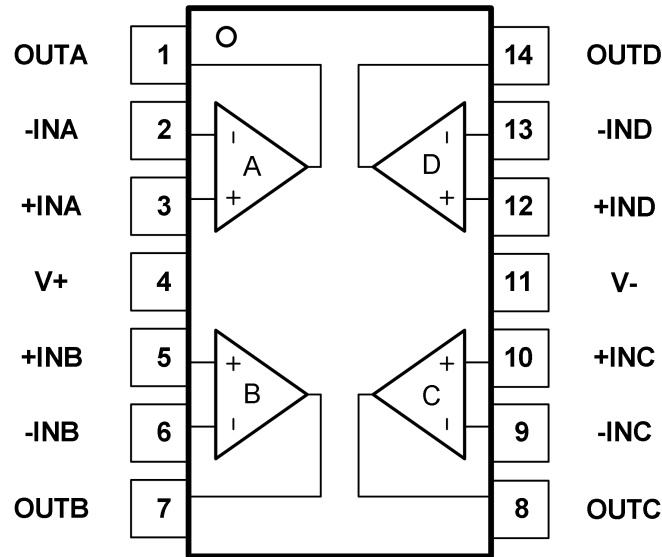 OUTA 1 14 OUTD
-INA 2 - - 13 -IND
A D
+INA 3 + + 12 +IND
V+ 4 11 V-
+INB 5 + + 10 +INC
B C
-INB 6 - - 9 -INC
OUTB 7 8 OUTC